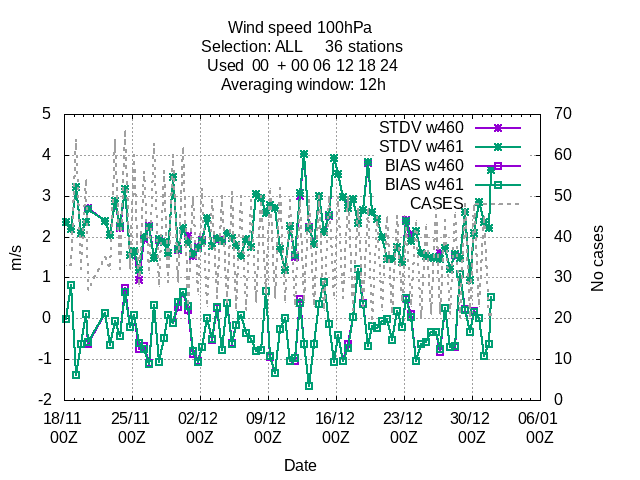 Wind speed 100hPa
Selection: ALL 36 stations
Used 00 + 00 06 12 18 24
Averaging window: 12h
5 70
4 60
3 50
2 40
1 30
0 20
-1 10
-2 0
STDV w460
STDV w461
BIAS w460
BIAS w461
CASES
m/s
No cases
18/11 25/11 02/12 09/12 16/12 23/12 30/12 06/01
00Z 00Z 00Z 00Z 00Z 00Z 00Z 00Z
Date